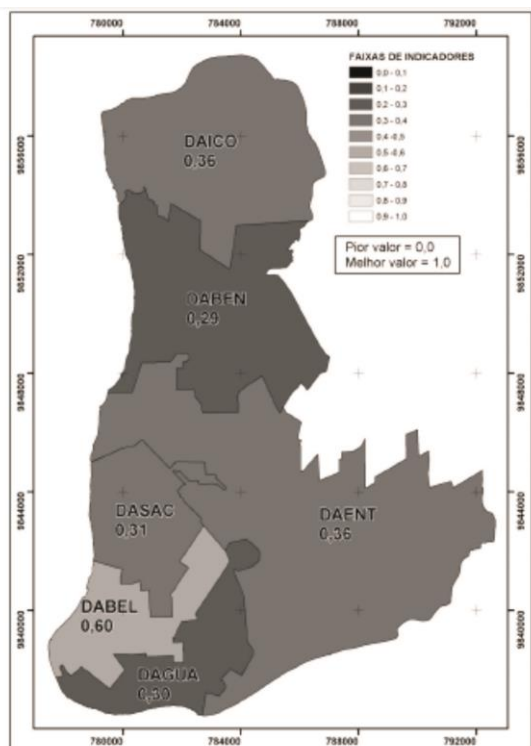 780000 784000 788000 792000
FAIXAS DE INDICADORES
0,0 - 0,1
0,1 - 0,2
0,2 - 0,3
0,3 - 0,4
0,4 -0,5
0,5 -0,6
0,6 - 0,7
0,7 - 0,8
0,8 - 0,9
0,9 - 1,0
Pior valor = 0,0
Melhor valor = 1,0
DAICO
0,36
DABEN
0,29
DASAC
0,31
DAENT
0,36
DABEL
0,60
DAGUA
0,30
9852000 9852000
9848000 9848000
9844000 9844000
9840000 9840000
780000 784000 788000 792000